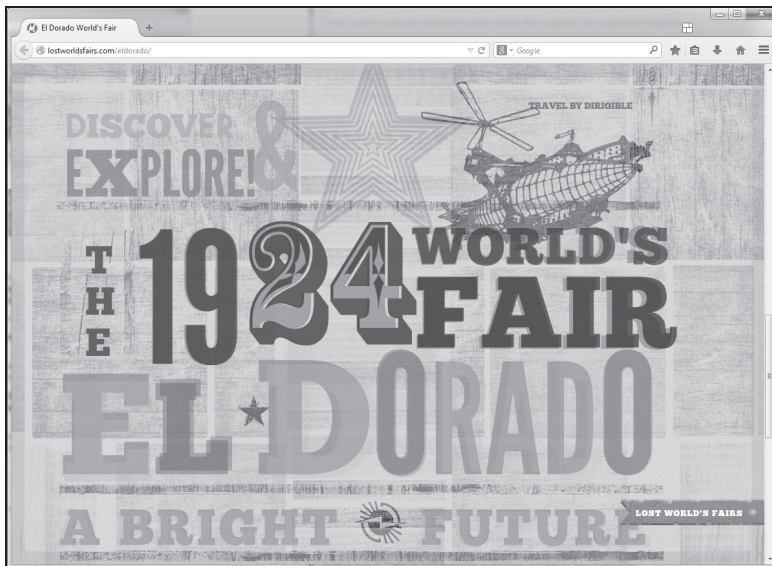 El Dorado World's Fair
lostworldsfairs.com/eldorado/
Google
TRAVEL BY DIRIGIBLE
DISCOVER &
EXPLORE!
THE 1924 WORLD'S
FAIR
EL DORADO
LOST WORLD'S FAIRS
A BRIGHT FUTURE